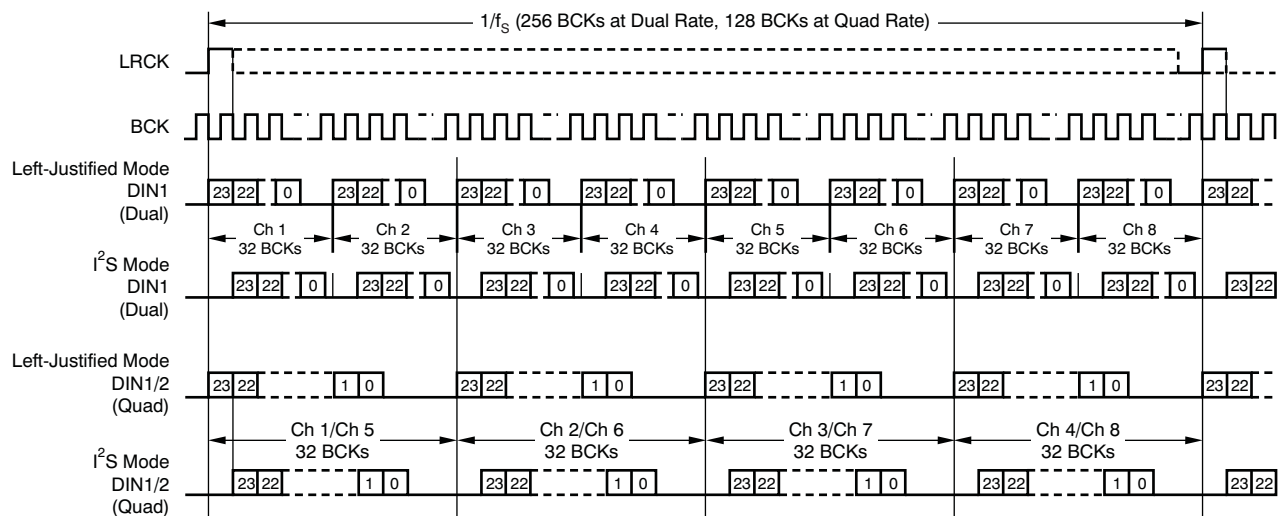 1/fS (256 BCKs at Dual Rate, 128 BCKs at Quad Rate)
LRCK
BCK
Left-Justified Mode
DIN1
(Dual)
23 22 0 23 22 0 23 22 0 23 22 0 23 22 0 23 22 0 23 22 0 23 22 0 23 22
Ch 1 Ch 2 Ch 3 Ch 4 Ch 5 Ch 6 Ch 7 Ch 8
32 BCKs 32 BCKs 32 BCKs 32 BCKs 32 BCKs 32 BCKs 32 BCKs 32 BCKs
I²S Mode
DIN1
(Dual)
23 22 0 23 22 0 23 22 0 23 22 0 23 22 0 23 22 0 23 22 0 23 22 0 23 22
Left-Justified Mode
DIN1/2
(Quad)
23 22 1 0 23 22 1 0 23 22 1 0 23 22 1 0 23 22
Ch 1/Ch 5 Ch 2/Ch 6 Ch 3/Ch 7 Ch 4/Ch 8
32 BCKs 32 BCKs 32 BCKs 32 BCKs
I²S Mode
DIN1/2
(Quad)
23 22 1 0 23 22 1 0 23 22 1 0 23 22 1 0 23 22